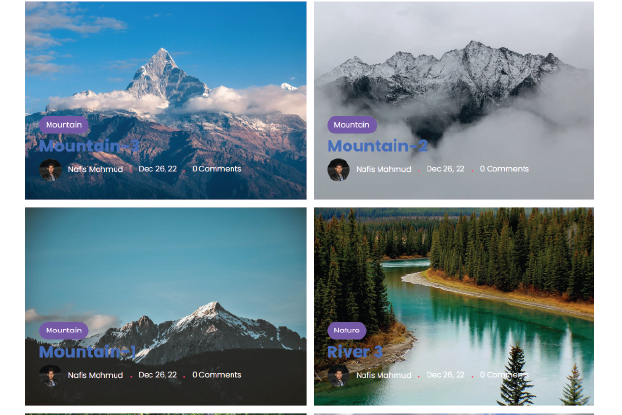 Mountain
Mountain- 3
Nafis Mahmud • Dec 26, 22 • 0 Comments
Mountain
Mountain- 2
Nafis Mahmud • Dec 26, 22 • 0 Comments
Mountain
Mountain-1
Nafis Mahmud • Dec 26, 22 • 0 Comments
Nature
River 3
Nafis Mahmud • Dec 26, 22 • 0 Comments